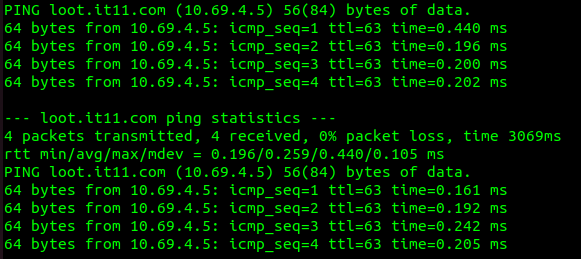 PING loot.it11.com (10.69.4.5) 56(84) bytes of data.
64 bytes from 10.69.4.5: icmp_seq=1 ttl=63 time=0.440 ms
64 bytes from 10.69.4.5: icmp_seq=2 ttl=63 time=0.196 ms
64 bytes from 10.69.4.5: icmp_seq=3 ttl=63 time=0.200 ms
64 bytes from 10.69.4.5: icmp_seq=4 ttl=63 time=0.202 ms

--- loot.it11.com ping statistics ---
4 packets transmitted, 4 received, 0% packet loss, time 3069ms
rtt min/avg/max/mdev = 0.196/0.259/0.440/0.105 ms
PING loot.it11.com (10.69.4.5) 56(84) bytes of data.
64 bytes from 10.69.4.5: icmp_seq=1 ttl=63 time=0.161 ms
64 bytes from 10.69.4.5: icmp_seq=2 ttl=63 time=0.192 ms
64 bytes from 10.69.4.5: icmp_seq=3 ttl=63 time=0.242 ms
64 bytes from 10.69.4.5: icmp_seq=4 ttl=63 time=0.205 ms